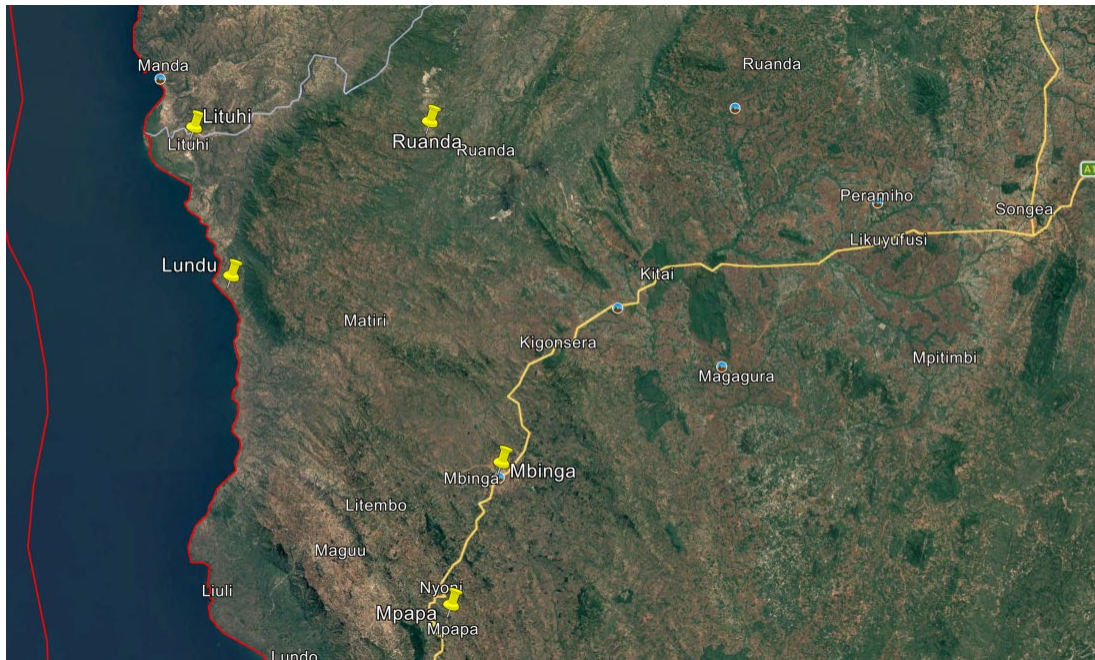 Ruanda
Manda
Lituhi
Lituhi
Ruanda
Ruanda
Peramiho
Songea
Likuyufusi
Lundu
Kitai
Matiri
Kigonsera
Mpitimbi
Magagura
Mbinga
Mbinga
Litembo
Maguu
Nyoni
Liuli
Mpapa
Mpapa
Lundo